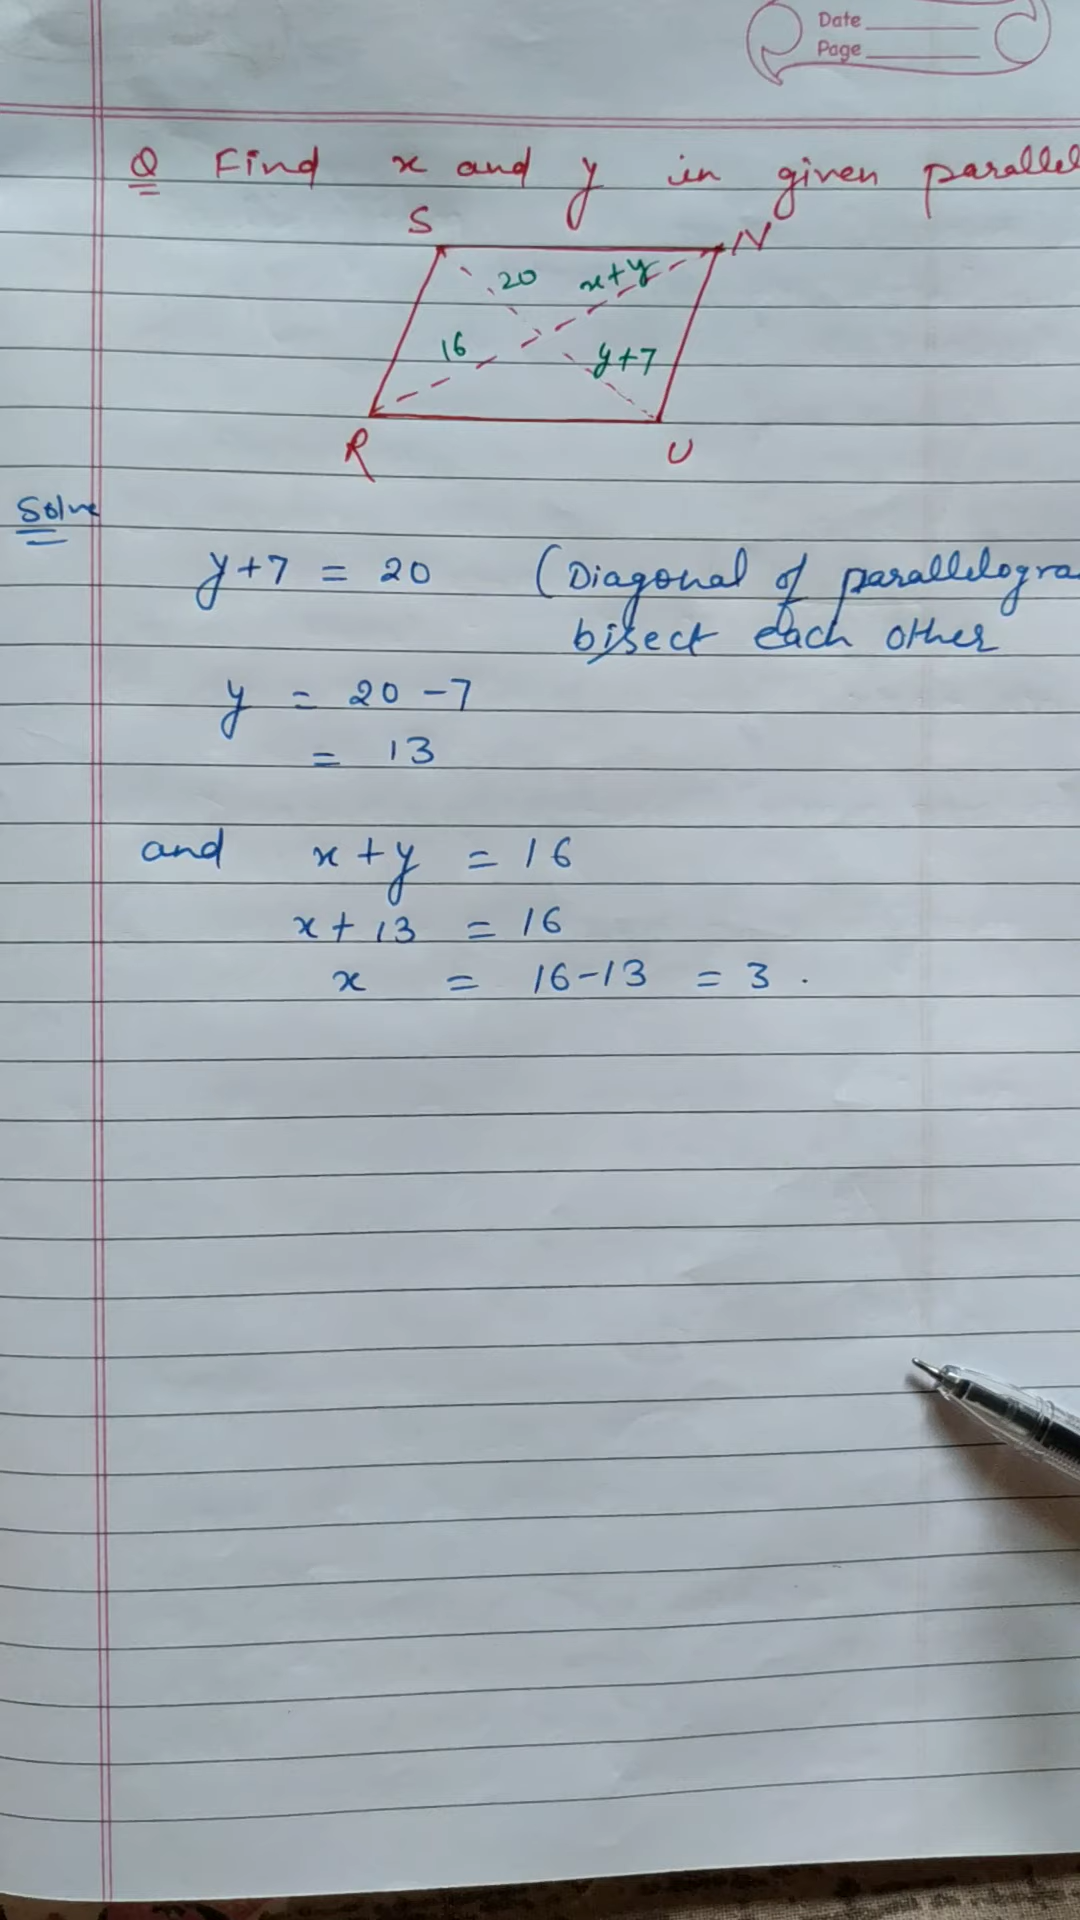 Date
Page
Q Find x and y in given parallel
S
N
20
x+y
16
y+7
R
U
Solve
y+7 = 20 (Diagonal of parallelogra
bisect each other
y = 20-7
= 13
and x+y = 16
x+13 = 16
x = 16-13 = 3.